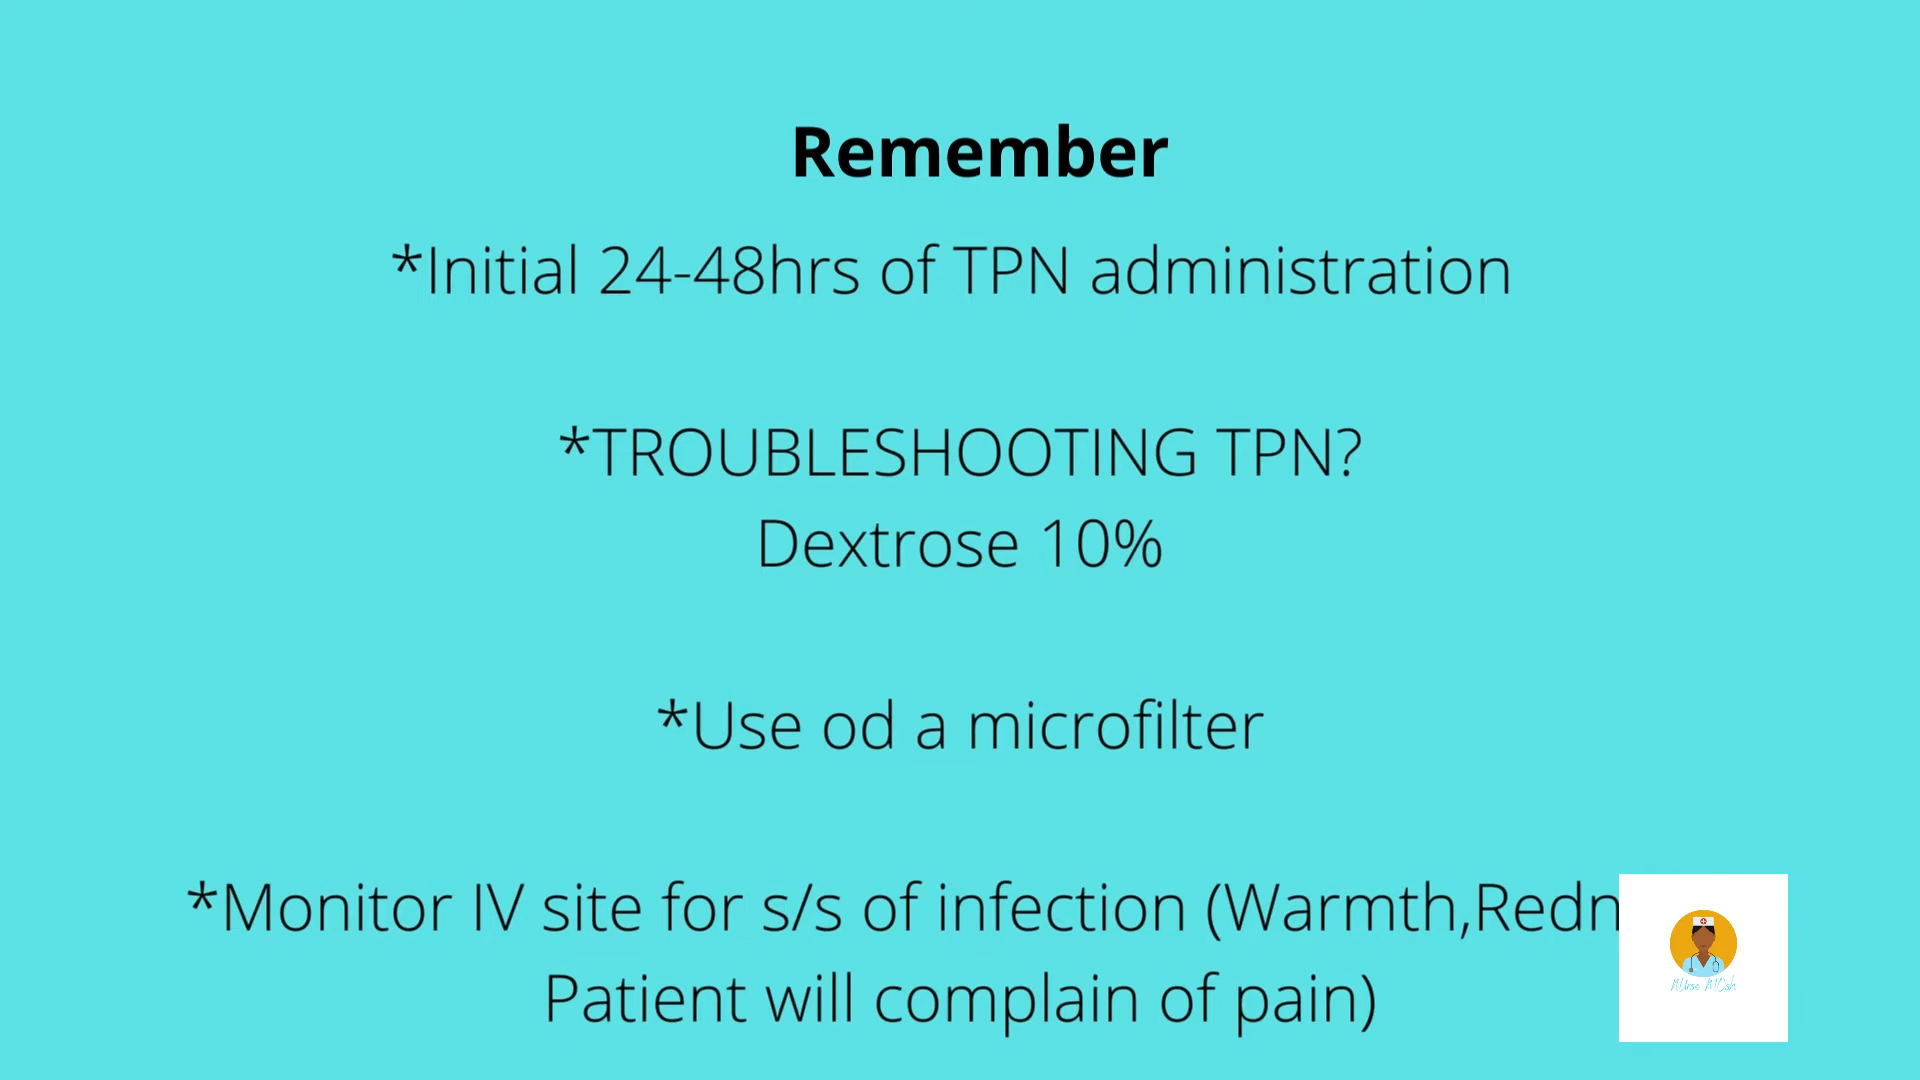 Remember
*Initial 24-48hrs of TPN administration
*TROUBLESHOOTING TPN?
Dextrose 10%
*Use od a microfilter
*Monitor IV site for s/s of infection (Warmth,Redn
Patient will complain of pain)